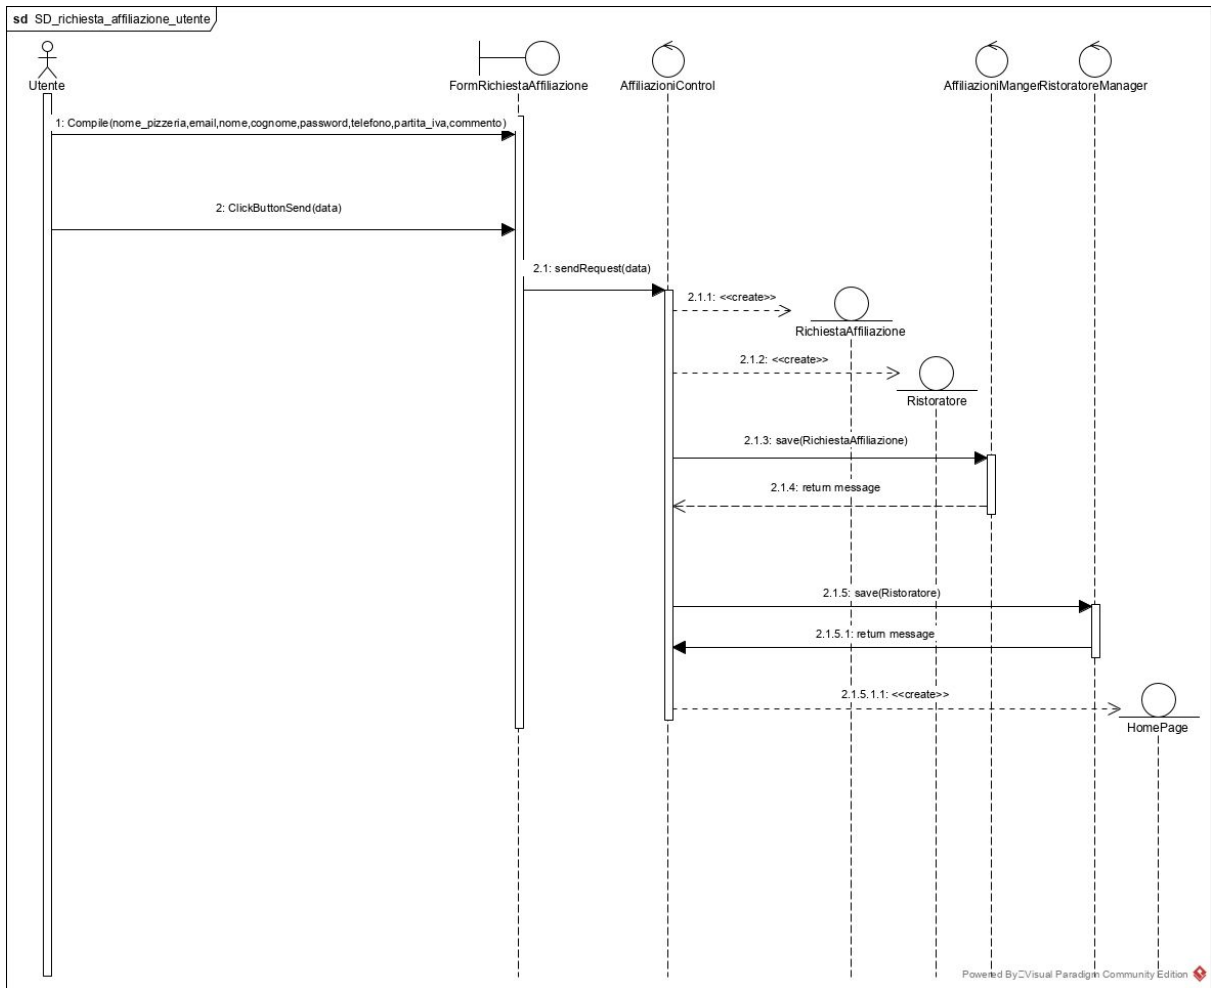 sd SD_richiesta_affiliazione_utente
Utente
FormRichiestaAffiliazione
AffiliazioniControl
AffiliazioniManger
RistoratoreManager
1: Compile(nome_pizzeria,email,nome,cognome,password,telefono,partita_iva,commento)
2: ClickButtonSend(data)
2.1: sendRequest(data)
2.1.1: <<create>>
RichiestaAffiliazione
2.1.2: <<create>>
Ristoratore
2.1.3: save(RichiestaAffiliazione)
2.1.4: return message
2.1.5: save(Ristoratore)
2.1.5.1: return message
2.1.5.1.1: <<create>>
HomePage
Powered By Visual Paradigm Community Edition